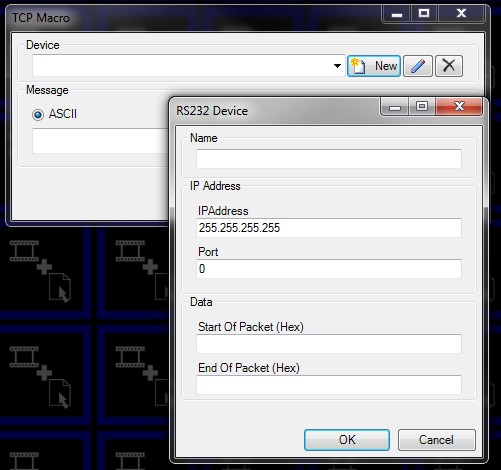 TCP Macro
Device
New
Message
ASCII
RS232 Device
Name
IP Address
IPAddress
255.255.255.255
Port
0
Data
Start Of Packet (Hex)
End Of Packet (Hex)
OK
Cancel